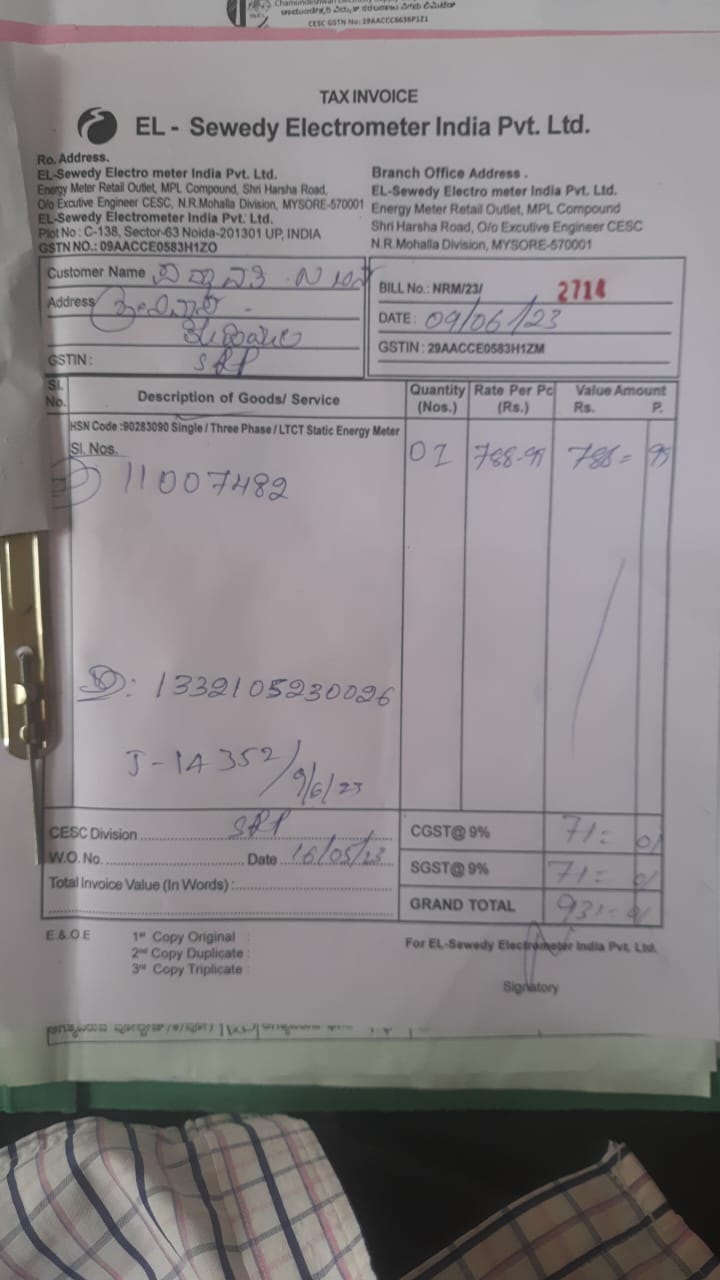 CESC GSTN No: 29AACCC6636P1Z1
TAX INVOICE
EL - Sewedy Electrometer India Pvt. Ltd.
Ro. Address.
EL-Sewedy Electro meter India Pvt. Ltd.
Energy Meter Retail Outlet, MPL Compound, Shri Harsha Road,
O/o Excutive Engineer CESC, N.R.Mohalla Division, MYSORE-570001
EL-Sewedy Electrometer Pvt. Ltd.
Plot No : C-138, Sector-63 Noida-201301 UP, INDIA
GSTN NO.: 09AACCE0583H1ZO
Branch Office Address .
EL-Sewedy Electro meter India Pvt. Ltd.
Energy Meter Retail Outlet, MPL Compound
Shri Harsha Road, O/o Excutive Engineer CESC
N.R.Mohalla Division, MYSORE-570001
Customer Name
Address
GSTIN : SRP
BILL No.: NRM/23/ 2714
DATE : 09/06/23
GSTIN : 29AACCE0583H1ZM
Sl. No. Description of Goods/ Service Quantity (Nos.) Rate Per Pc (Rs.) Value Amount Rs. P.
HSN Code :90283090 Single / Three Phase / LTCT Static Energy Meter
Sl. Nos. 01 788-95 788= 95
11007482
: 1332105230026
J-14352/9/6/23
CESC Division SRP
W.O. No. Date 16/05/23
Total Invoice Value (In Words) :
CGST@ 9% 71= 01
SGST@ 9% 71= 01
GRAND TOTAL 931=
E.& O.E 1st Copy Original :
2nd Copy Duplicate :
3rd Copy Triplicate :
For EL-Sewedy Electrometer India Pvt. Ltd.
Signatory